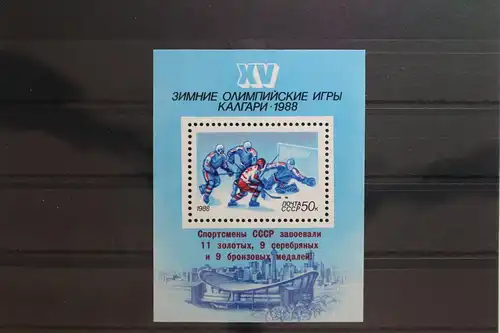 XV
ЗИМНИЕ ОЛИМПИЙСКИЕ ИГРЫ
КАЛГАРИ·1988
1988
ПОЧТА
СССР 50к
Спортсмены СССР завоевали
11 золотых, 9 серебряных
и 9 бронзовых медалей!